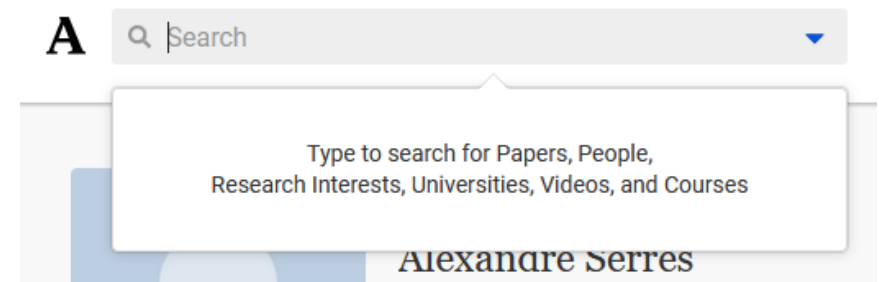 A
Search
Type to search for Papers, People,
Research Interests, Universities, Videos, and Courses
Alexandre Serres